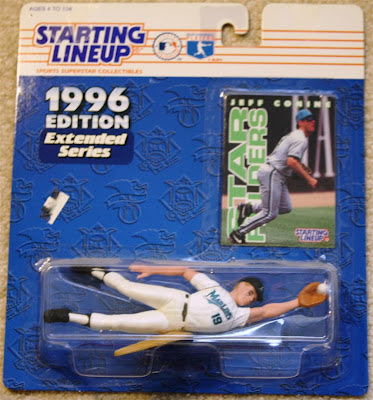 AGES 4 TO 104
STARTING
LINEUP
SPORTS SUPERSTAR COLLECTIBLES
1996
EDITION
Extended
Series
JEFF CONINE
STAR
FIELDERS
STARTING
LINEUP
Marlins
19